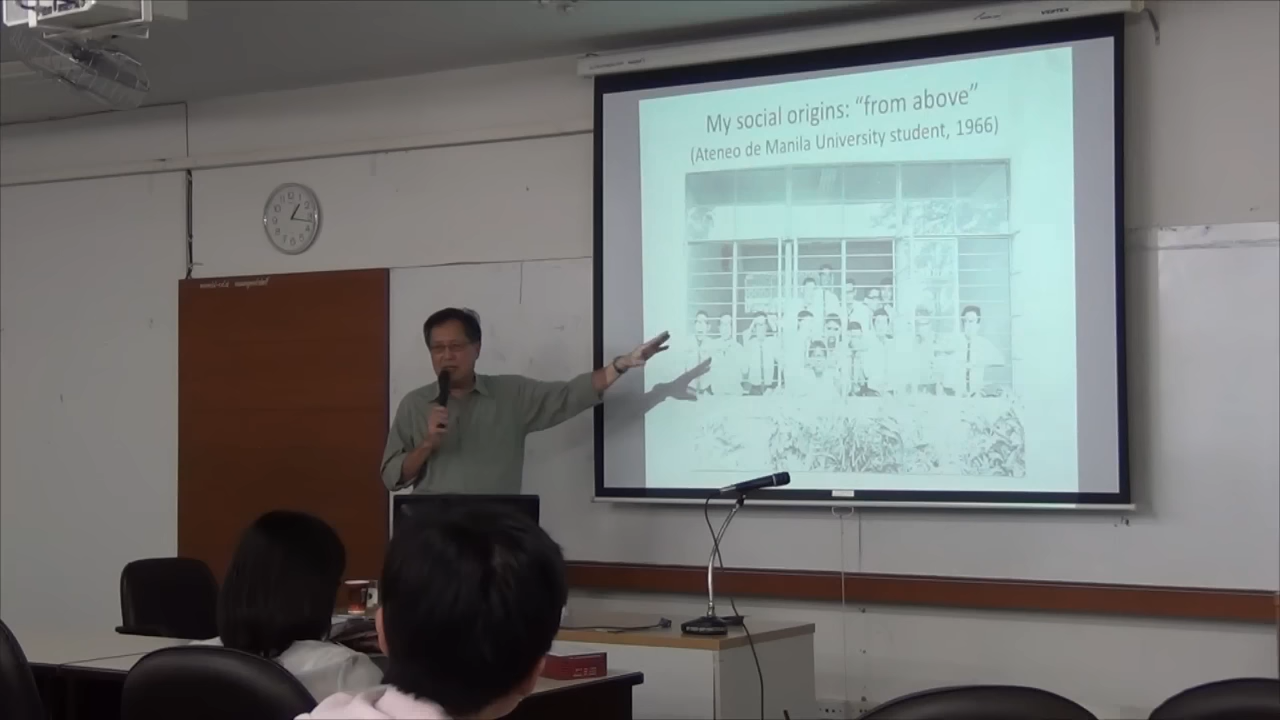 My social origins: “from above”
(Ateneo de Manila University student, 1966)